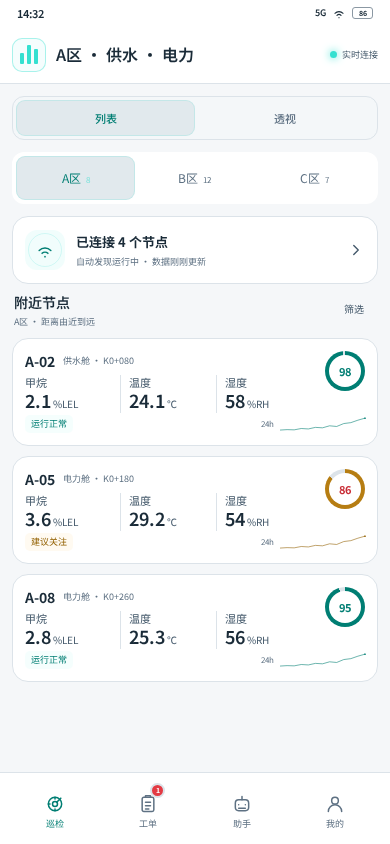 14:32
5G
86
A区 · 供水 · 电力
实时连接
列表
透视
A区 8
B区 12
C区 7
已连接 4 个节点
自动发现运行中 · 数据刚刚更新
附近节点
筛选
A区 · 距离由近到远
A-02 供水舱 · K0+080
98
甲烷 温度 湿度
2.1 %LEL 24.1 °C 58 %RH
运行正常 24h
A-05 电力舱 · K0+180
86
甲烷 温度 湿度
3.6 %LEL 29.2 °C 54 %RH
建议关注 24h
A-08 电力舱 · K0+260
95
甲烷 温度 湿度
2.8 %LEL 25.3 °C 56 %RH
运行正常 24h
1
巡检 工单 助手 我的